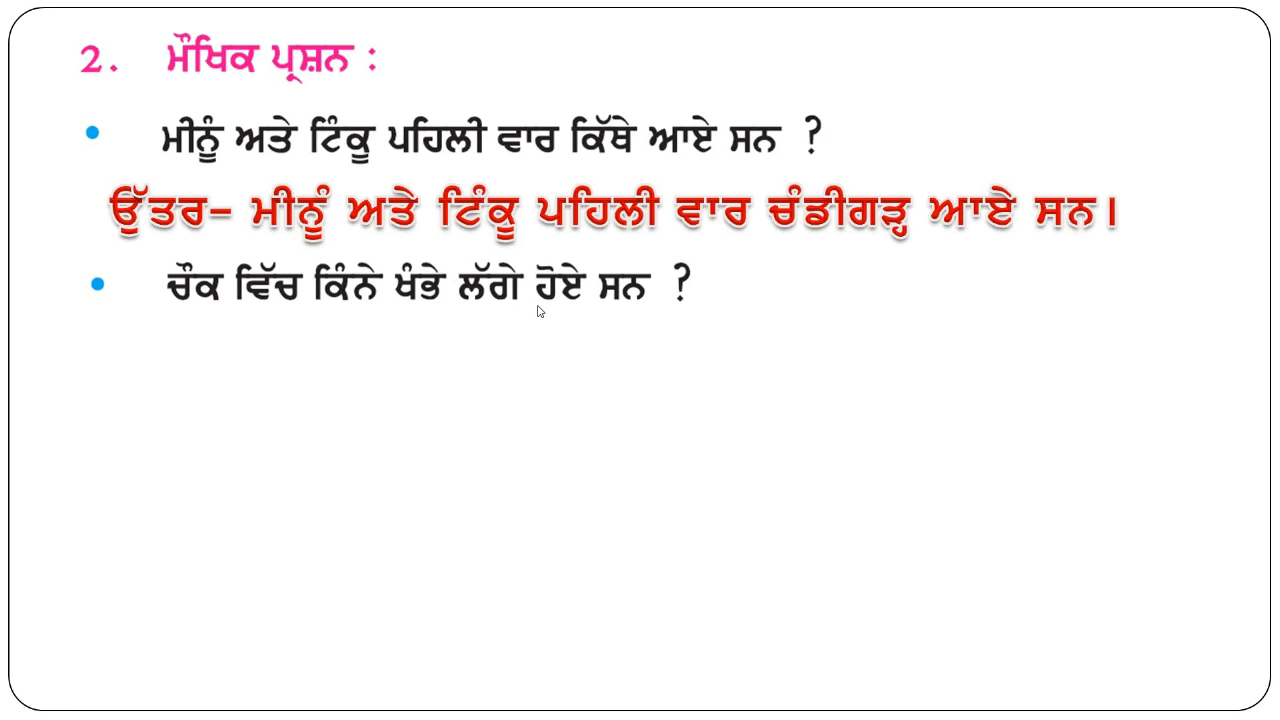 2. ਮੌਖਿਕ ਪ੍ਰਸ਼ਨ :
• ਮੀਨੂੰ ਅਤੇ ਟਿੰਕੂ ਪਹਿਲੀ ਵਾਰ ਕਿੱਥੇ ਆਏ ਸਨ ?
ਉੱਤਰ– ਮੀਨੂੰ ਅਤੇ ਟਿੰਕੂ ਪਹਿਲੀ ਵਾਰ ਚੰਡੀਗੜ੍ਹ ਆਏ ਸਨ।
• ਚੌਕ ਵਿੱਚ ਕਿੰਨੇ ਖੰਭੇ ਲੱਗੇ ਹੋਏ ਸਨ ?